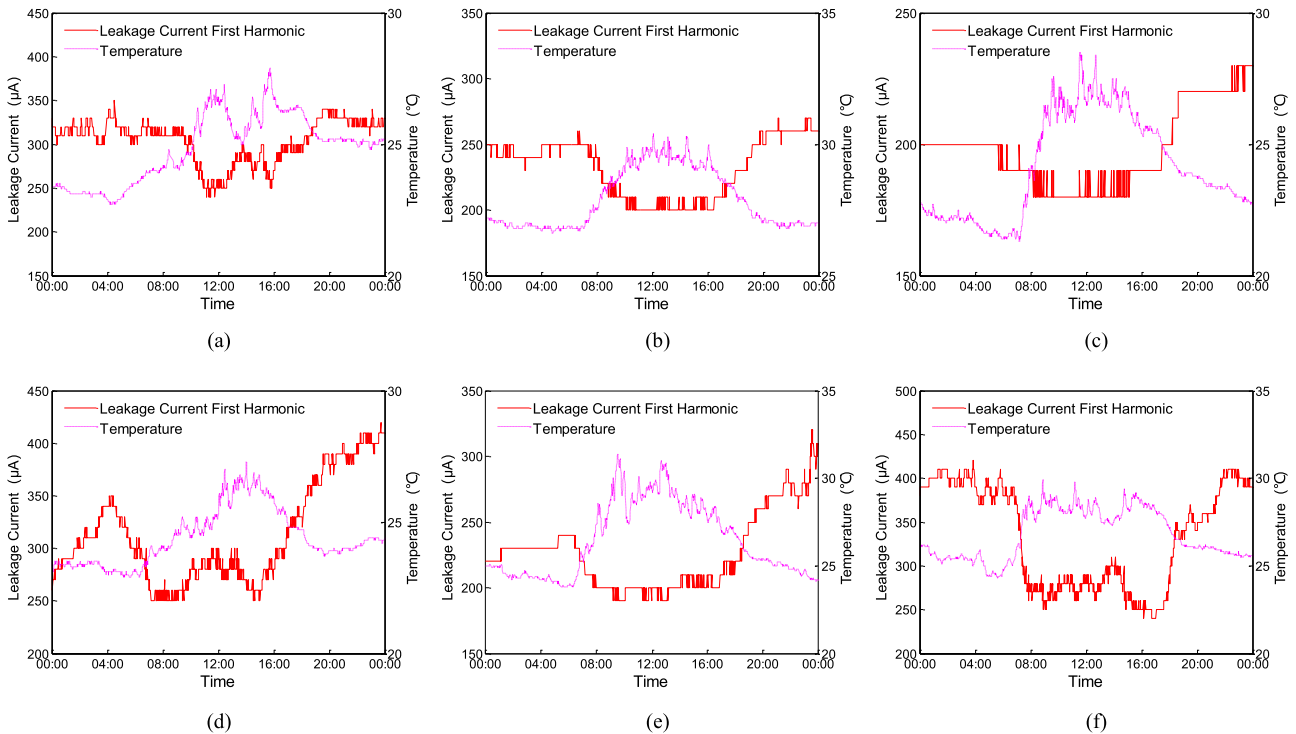 450
400
350
300
250
200
150
30
25
20
Leakage Current First Harmonic
Temperature
Leakage Current (μA)
Temperature (℃)
00:00 04:00 08:00 12:00 16:00 20:00 00:00
Time
(a)
350
300
250
200
150
35
30
25
Leakage Current First Harmonic
Temperature
Leakage Current (μA)
Temperature (℃)
00:00 04:00 08:00 12:00 16:00 20:00 00:00
Time
(b)
250
200
150
30
25
20
Leakage Current First Harmonic
Temperature
Leakage Current (μA)
Temperature (℃)
00:00 04:00 08:00 12:00 16:00 20:00 00:00
Time
(c)
450
400
350
300
250
200
30
25
20
Leakage Current First Harmonic
Temperature
Leakage Current (μA)
Temperature (℃)
00:00 04:00 08:00 12:00 16:00 20:00 00:00
Time
(d)
350
300
250
200
150
35
30
25
20
Leakage Current First Harmonic
Temperature
Leakage Current (μA)
Temperature (℃)
00:00 04:00 08:00 12:00 16:00 20:00 00:00
Time
(e)
500
450
400
350
300
250
200
35
30
25
20
Leakage Current First Harmonic
Temperature
Leakage Current (μA)
Temperature (℃)
00:00 04:00 08:00 12:00 16:00 20:00 00:00
Time
(f)